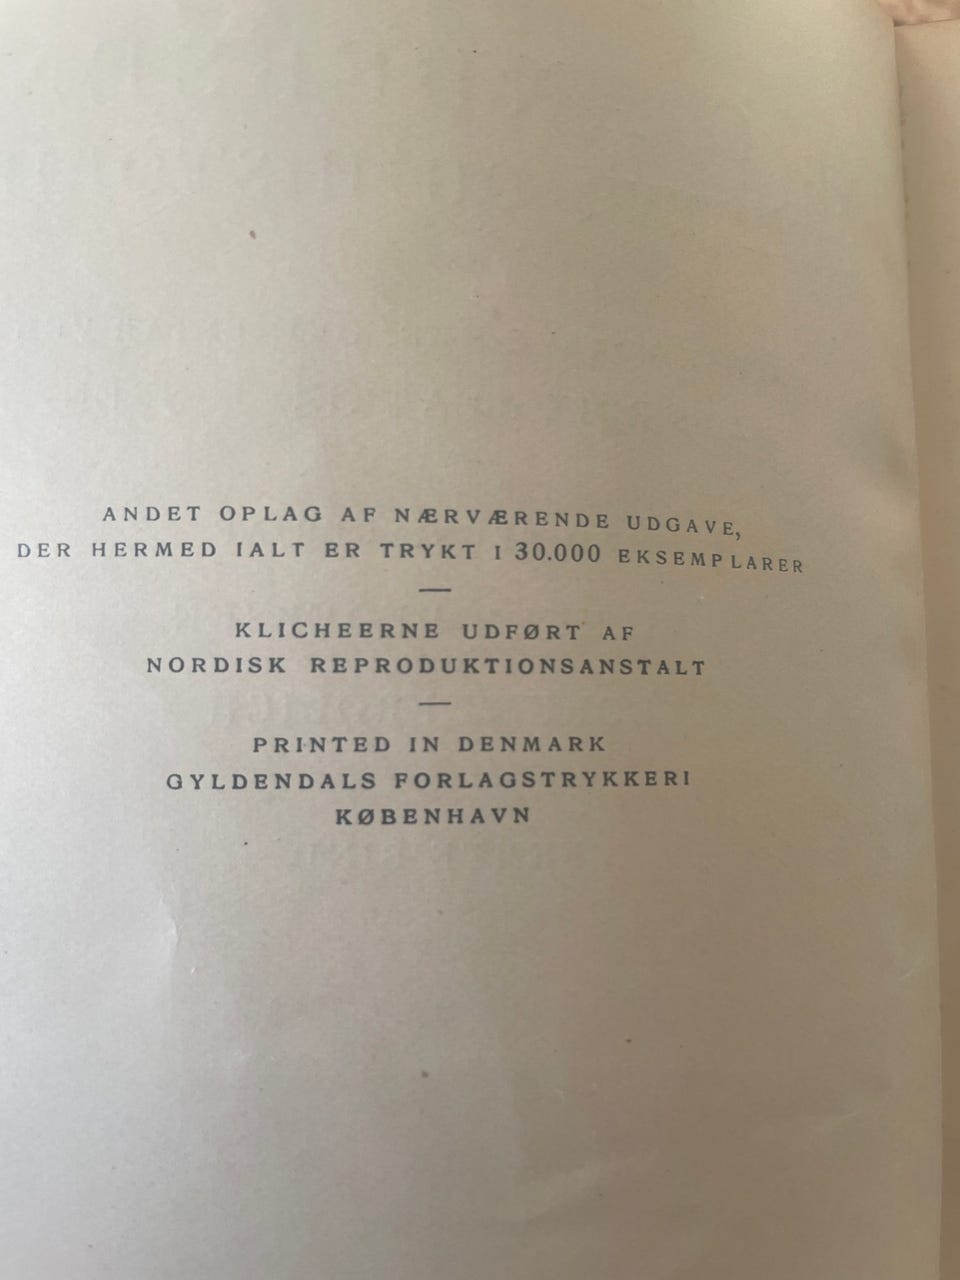 ANDET OPLAG AF NÆRVÆRENDE UDGAVE,
DER HERMED IALT ER TRYKT I 30.000 EKSEMPLARER
—
KLICHEERNE UDFØRT AF
NORDISK REPRODUKTIONSANSTALT
—
PRINTED IN DENMARK
GYLDENDALS FORLAGSTRYKKERI
KØBENHAVN